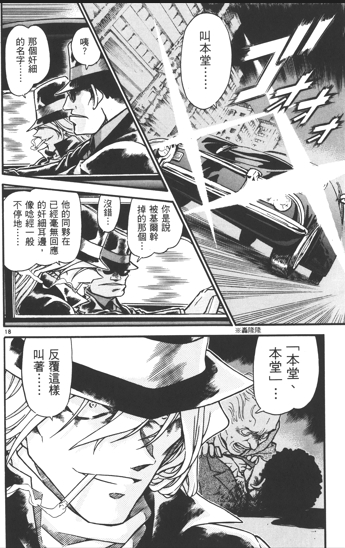 叫本堂……
ブオオオ
咦？
那個奸細
的名字……
你是說
被基爾幹
掉的那個…
沒錯…
他的同夥在
已經毫無回應
的奸細耳邊，
像唸經一般
不停地……
※轟隆隆
18
「本堂、
本堂」…
反覆這樣
叫著……